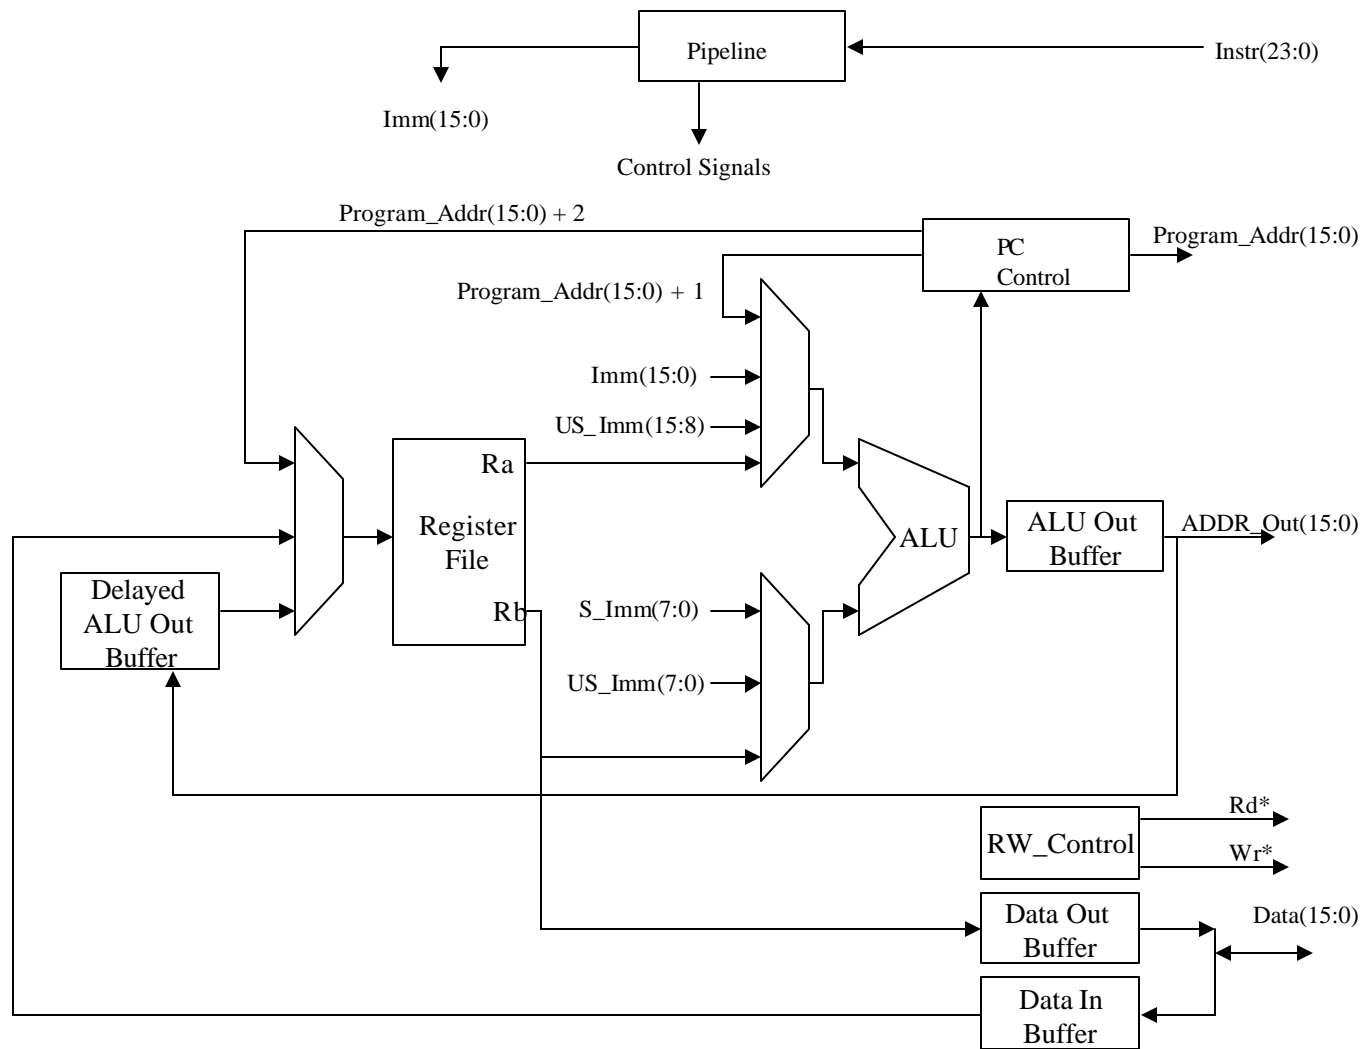 Pipeline
Instr(23:0)
Imm(15:0)
Control Signals
Program_Addr(15:0) + 2
PC
Control
Program_Addr(15:0)
Program_Addr(15:0) + 1
Imm(15:0)
US_Imm(15:8)
Ra
Register
File
Rb
ALU
ALU Out
Buffer
ADDR_Out(15:0)
Delayed
ALU Out
Buffer
S_Imm(7:0)
US_Imm(7:0)
RW_Control
Rd*
Wr*
Data Out
Buffer
Data(15:0)
Data In
Buffer